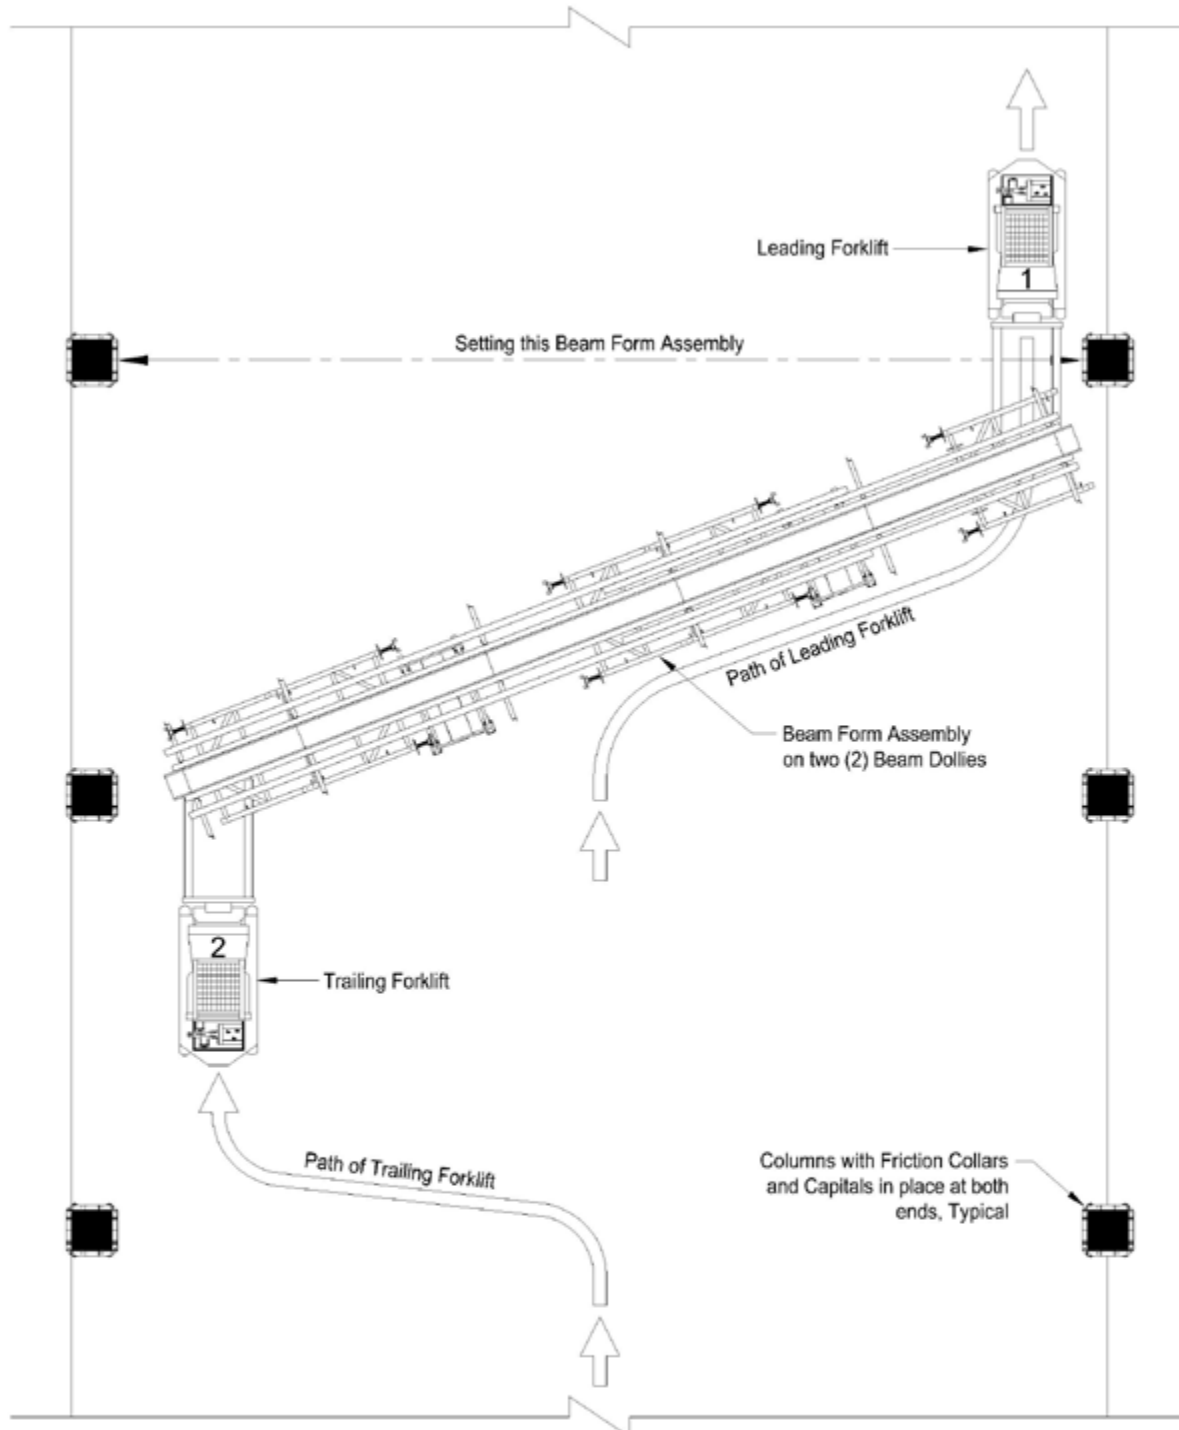 Leading Forklift
1
Setting this Beam Form Assembly
Path of Leading Forklift
Beam Form Assembly
on two (2) Beam Dollies
2
Trailing Forklift
Path of Trailing Forklift
Columns with Friction Collars
and Capitals in place at both
ends, Typical